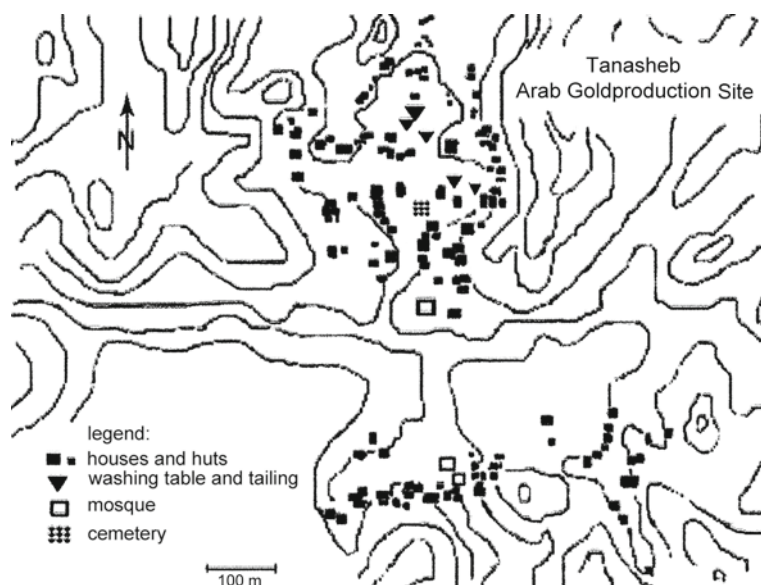 Tanasheb
Arab Goldproduction Site
N
legend:
houses and huts
washing table and tailing
mosque
cemetery
100 m